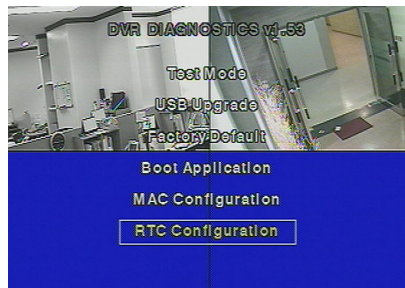 DVR DIAGNOSTICS v1.53
Test Mode
USB Upgrade
Factory Default
Boot Application
MAC Configuration
RTC Configuration